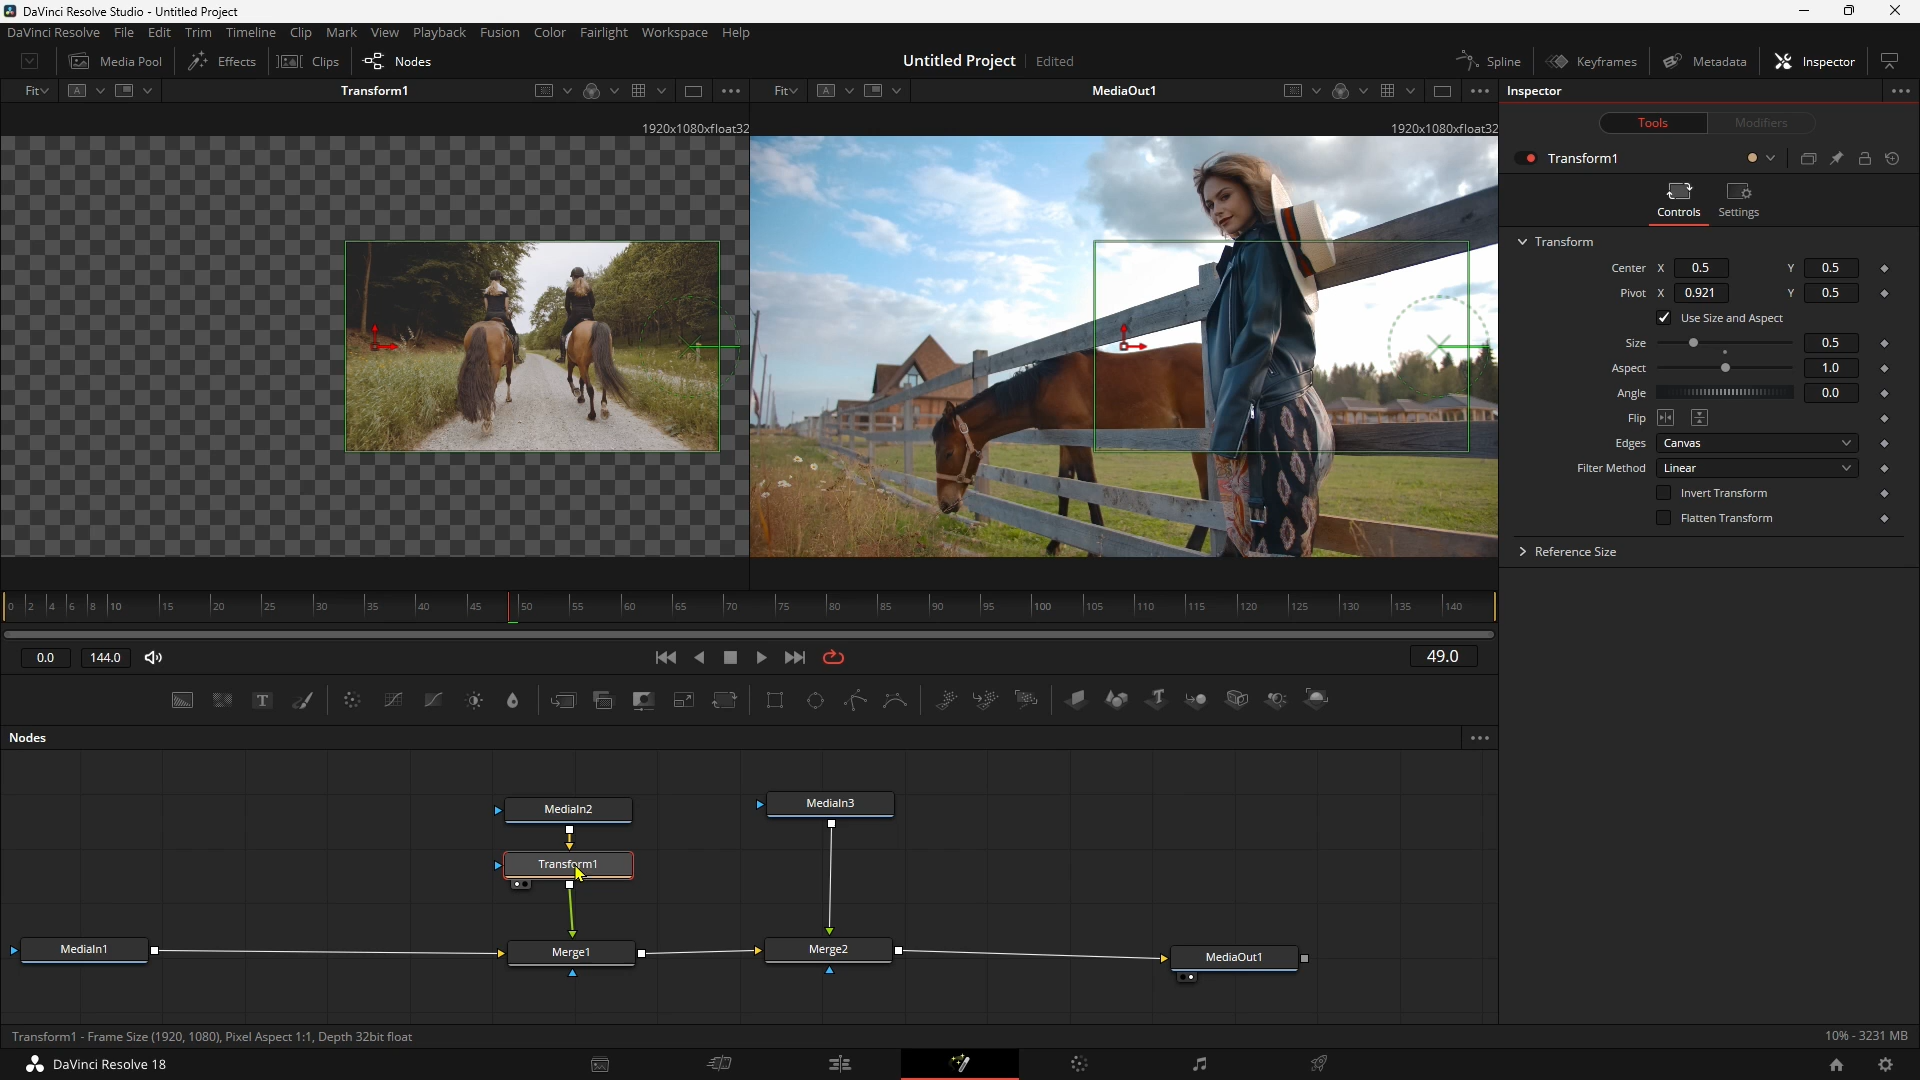 DaVinci Resolve Studio - Untitled Project
DaVinci Resolve File Edit Trim Timeline Clip Mark View Playback Fusion Color Fairlight Workspace Help
Media Pool Effects Clips Nodes Untitled Project Edited Spline Keyframes Metadata Inspector
Fit A Transform1 Fit A MediaOut1 Inspector
1920x1080xfloat32 1920x1080xfloat32
Tools Modifiers
Transform1
Controls Settings
Transform
Center X 0.5 Y 0.5
Pivot X 0.921 Y 0.5
Use Size and Aspect
Size 0.5
Aspect 1.0
Angle 0.0
Flip
Edges Canvas
Filter Method Linear
Invert Transform
Flatten Transform
Reference Size
0 2 4 6 8 10 15 20 25 30 35 40 45 50 55 60 65 70 75 80 85 90 95 100 105 110 115 120 125 130 135 140
0.0 144.0 49.0
T T
Nodes
MediaIn2 MediaIn3
Transform1
MediaIn1 Merge1 Merge2 MediaOut1
Transform1 - Frame Size (1920, 1080), Pixel Aspect 1:1, Depth 32bit float 10% - 3231 MB
DaVinci Resolve 18